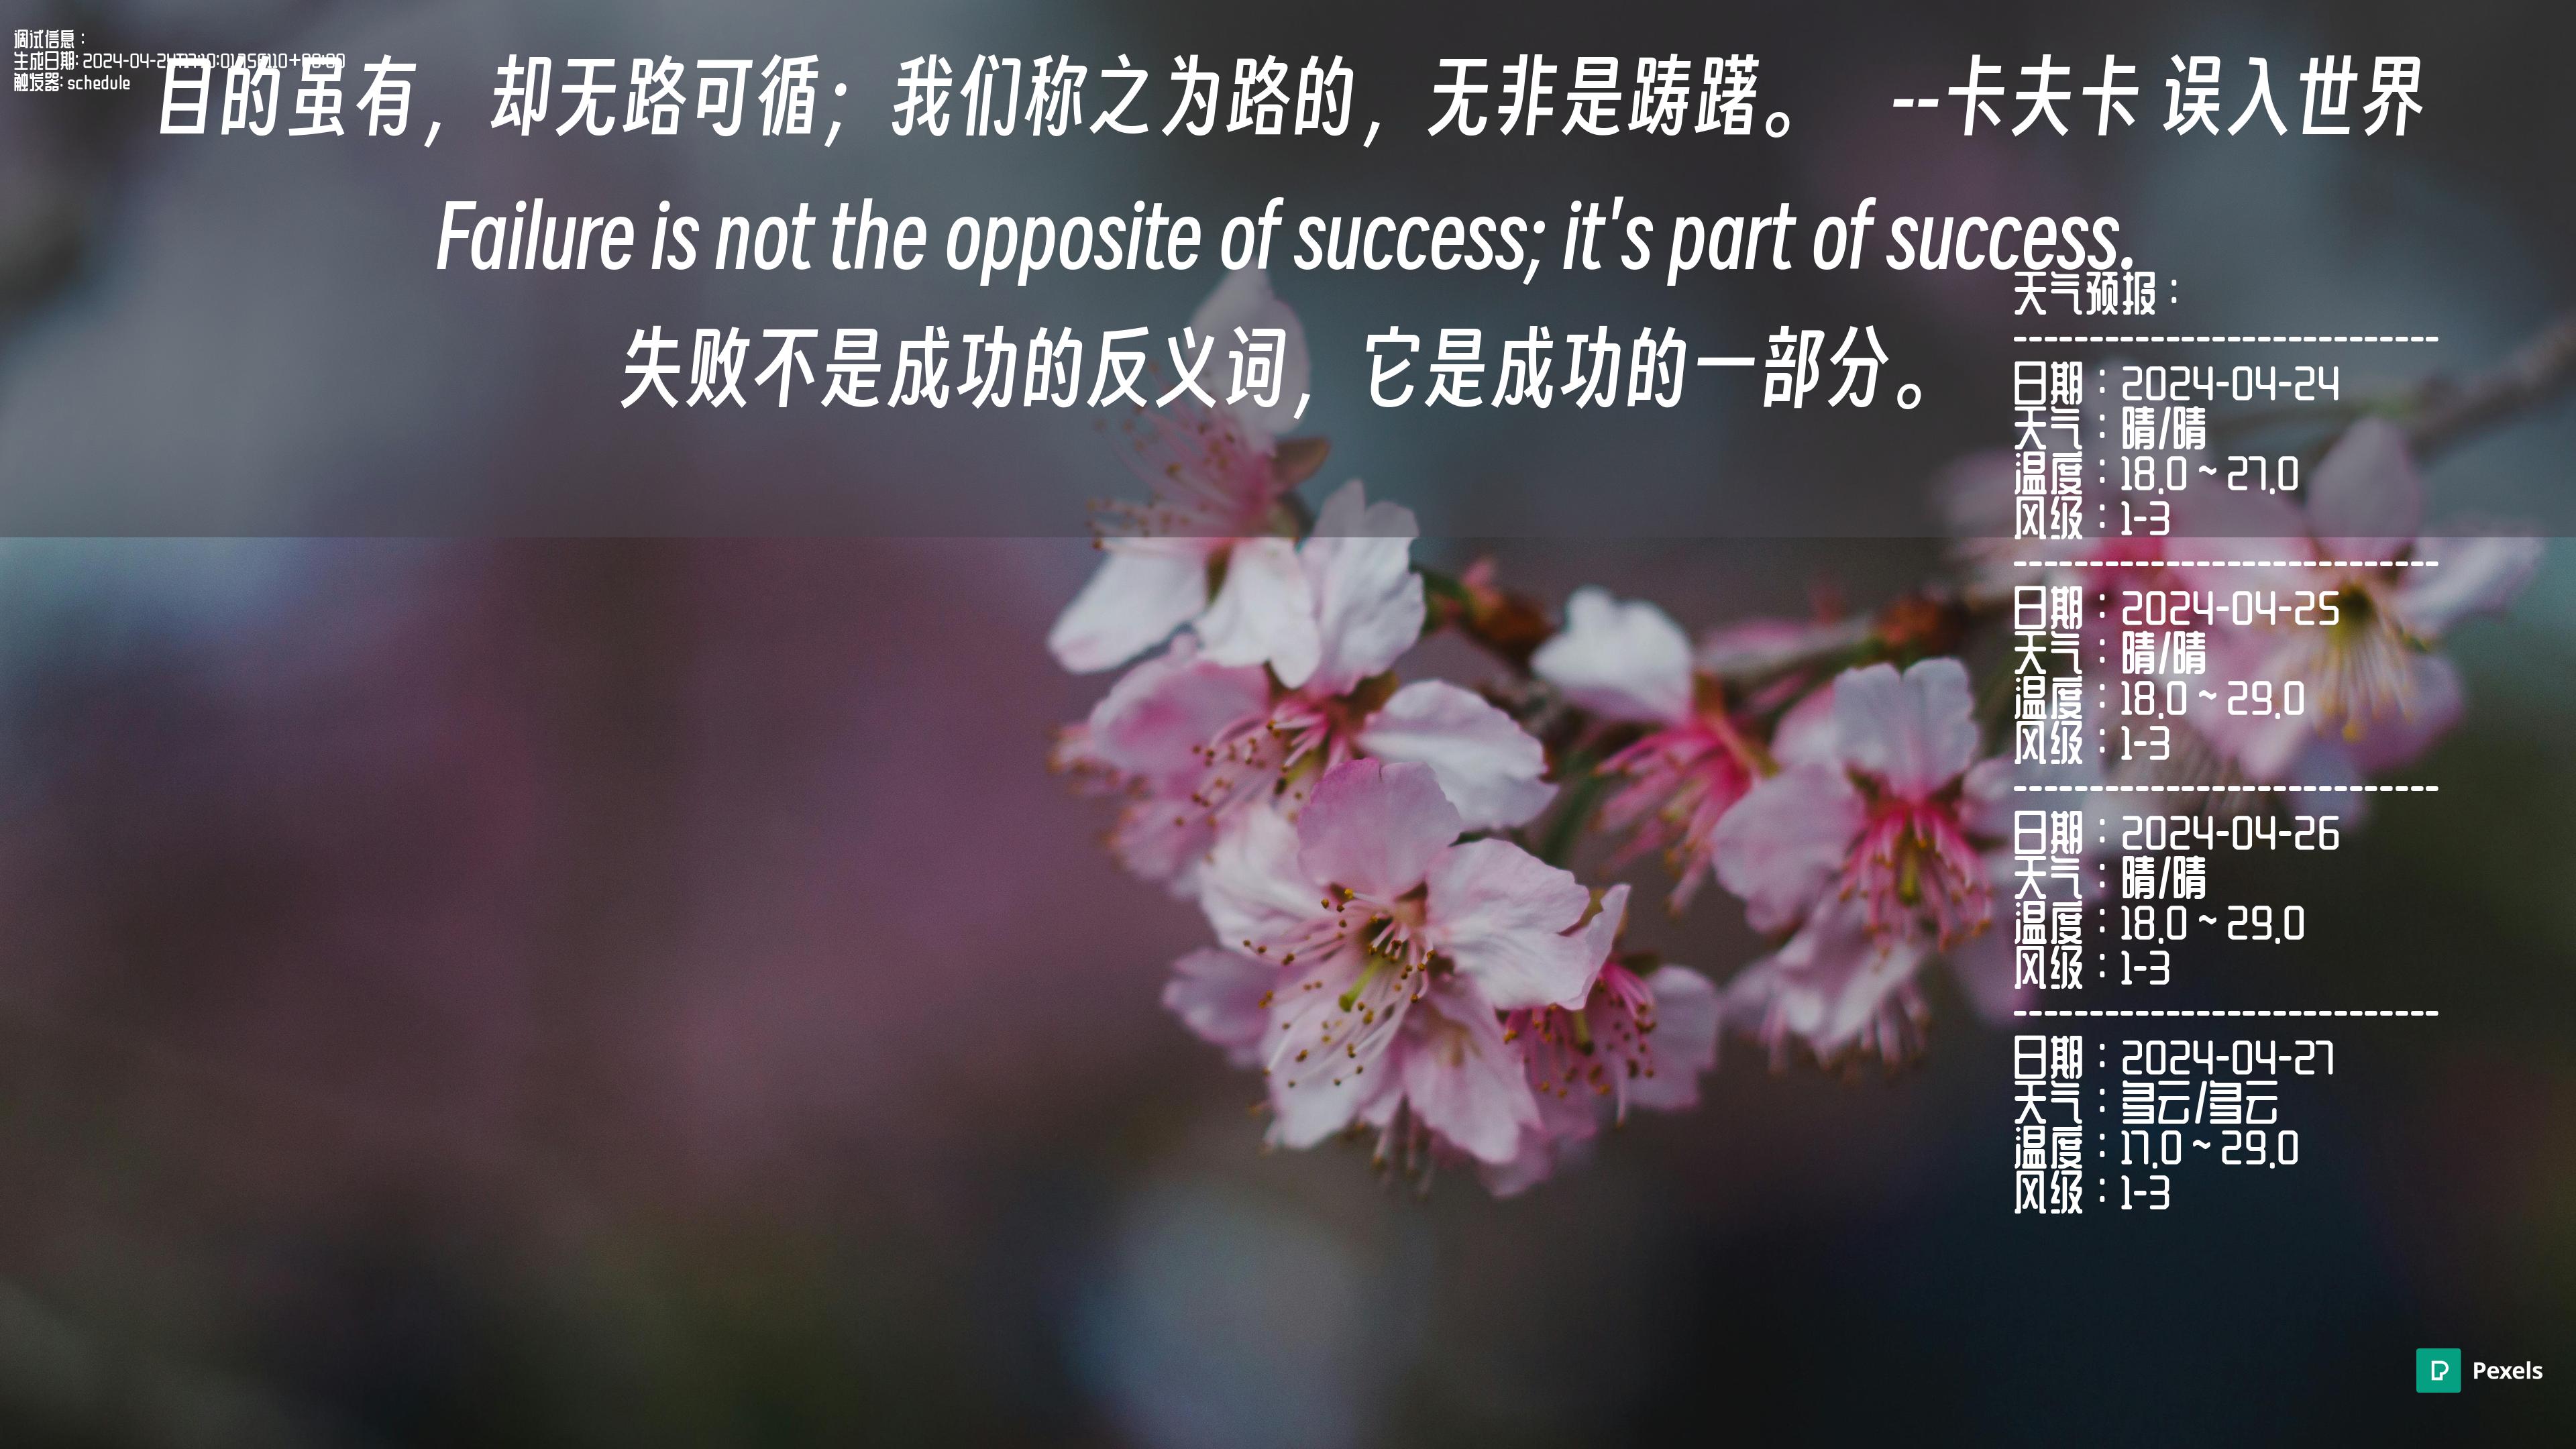 调试信息：
生成日期:
触发器: schedule
目的虽有，却无路可循；我们称之为路的，无非是踌躇。 --卡夫卡 误入世界
Failure is not the opposite of success; it's part of success.
失败不是成功的反义词，它是成功的一部分。
天气预报：
----------------------------
日期：2024-04-24
天气：晴/晴
温度：18.0 ~ 27.0
风级：1-3
----------------------------
日期：2024-04-25
天气：晴/晴
温度：18.0 ~ 29.0
风级：1-3
----------------------------
日期：2024-04-26
天气：晴/晴
温度：18.0 ~ 29.0
风级：1-3
----------------------------
日期：2024-04-27
天气：多云/多云
温度：17.0 ~ 29.0
风级：1-3
Pexels